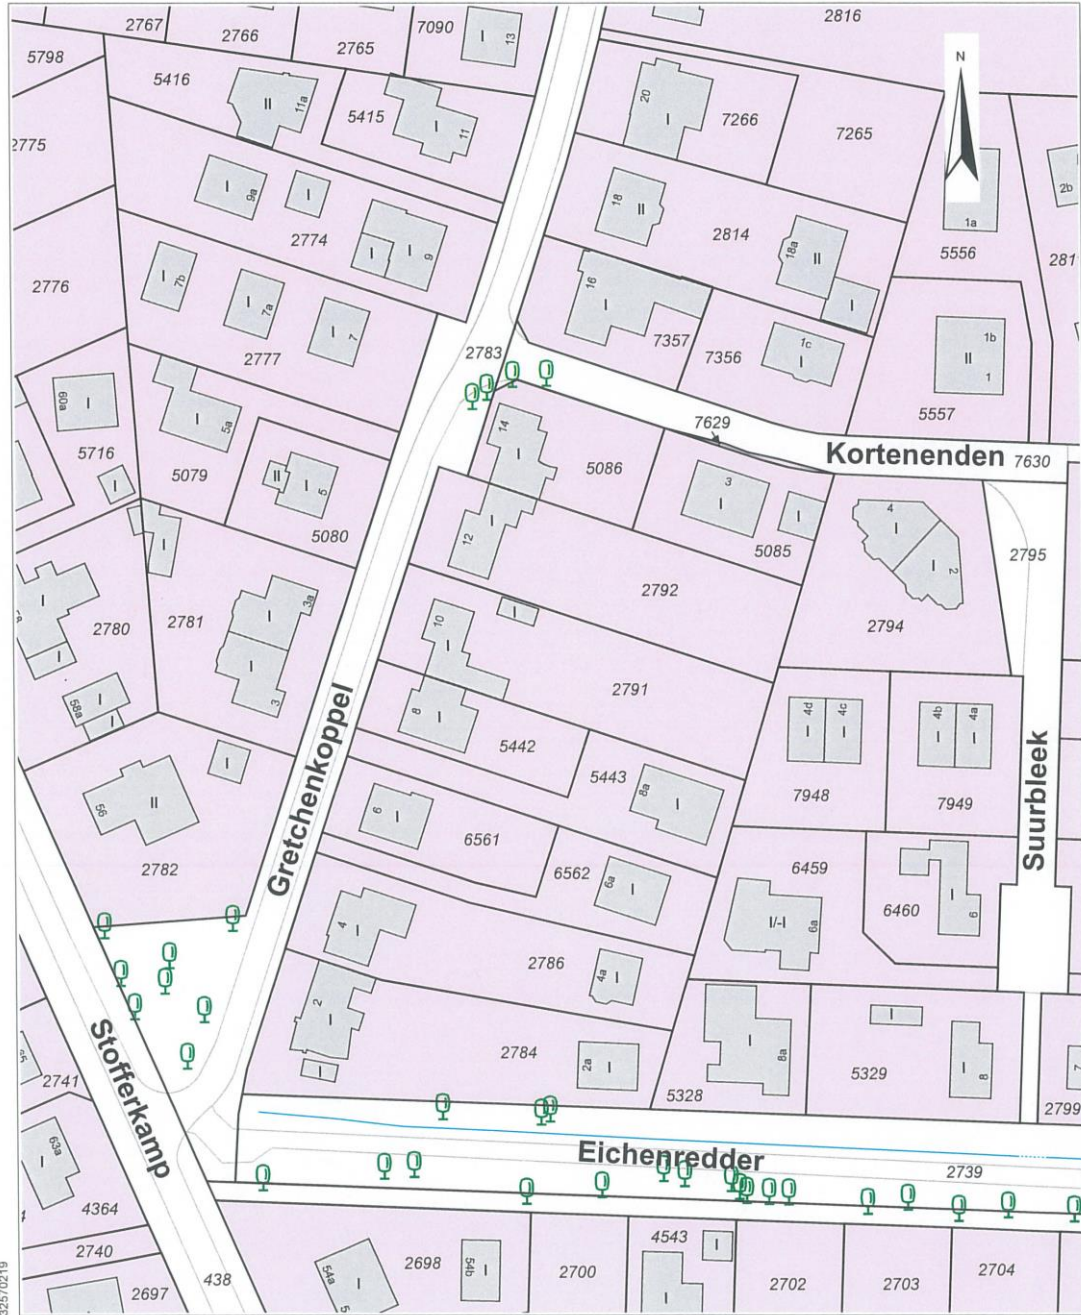 2767
2766
2765
7090
13
2816
5798
5416
II
11a
5415
I
11
20
I
7266
7265
N
2775
9a
I
I
2774
I
I
9
18
II
2814
18a
II
I
1a
5556
2b
2776
7b
I
7a
I
7
I
2777
16
I
7357
7356
1c
I
1b
II
1
5557
2783
60a
I
5716
I
5a
I
5079
II
I
5
5080
14
I
5086
7629
3
I
I
5085
Kortenenden 7630
12
I
2792
4
I
I
2
2795
2794
I
I
2780
2781
3a
I
I
3
I
58a
I
I
10
I
I
2791
8
I
5442
5443
8a
I
4d
4c
I
I
7948
4b
4a
I
I
7949
Suurbleek
Gretchenkoppel
56
II
I
2782
6
I
6561
6562
6a
I
6459
I/-I
6a
6460
I
6
4
I
2786
4a
I
2
I
I
2784
2a
I
8a
I
5328
I
5329
I
8
7
2799
Stofferkamp
2741
63a
I
4364
2740
2697
438
Eichenredder
2739
54a
I
2698
54b
I
2700
4543
I
I
2702
2703
2704
32570219